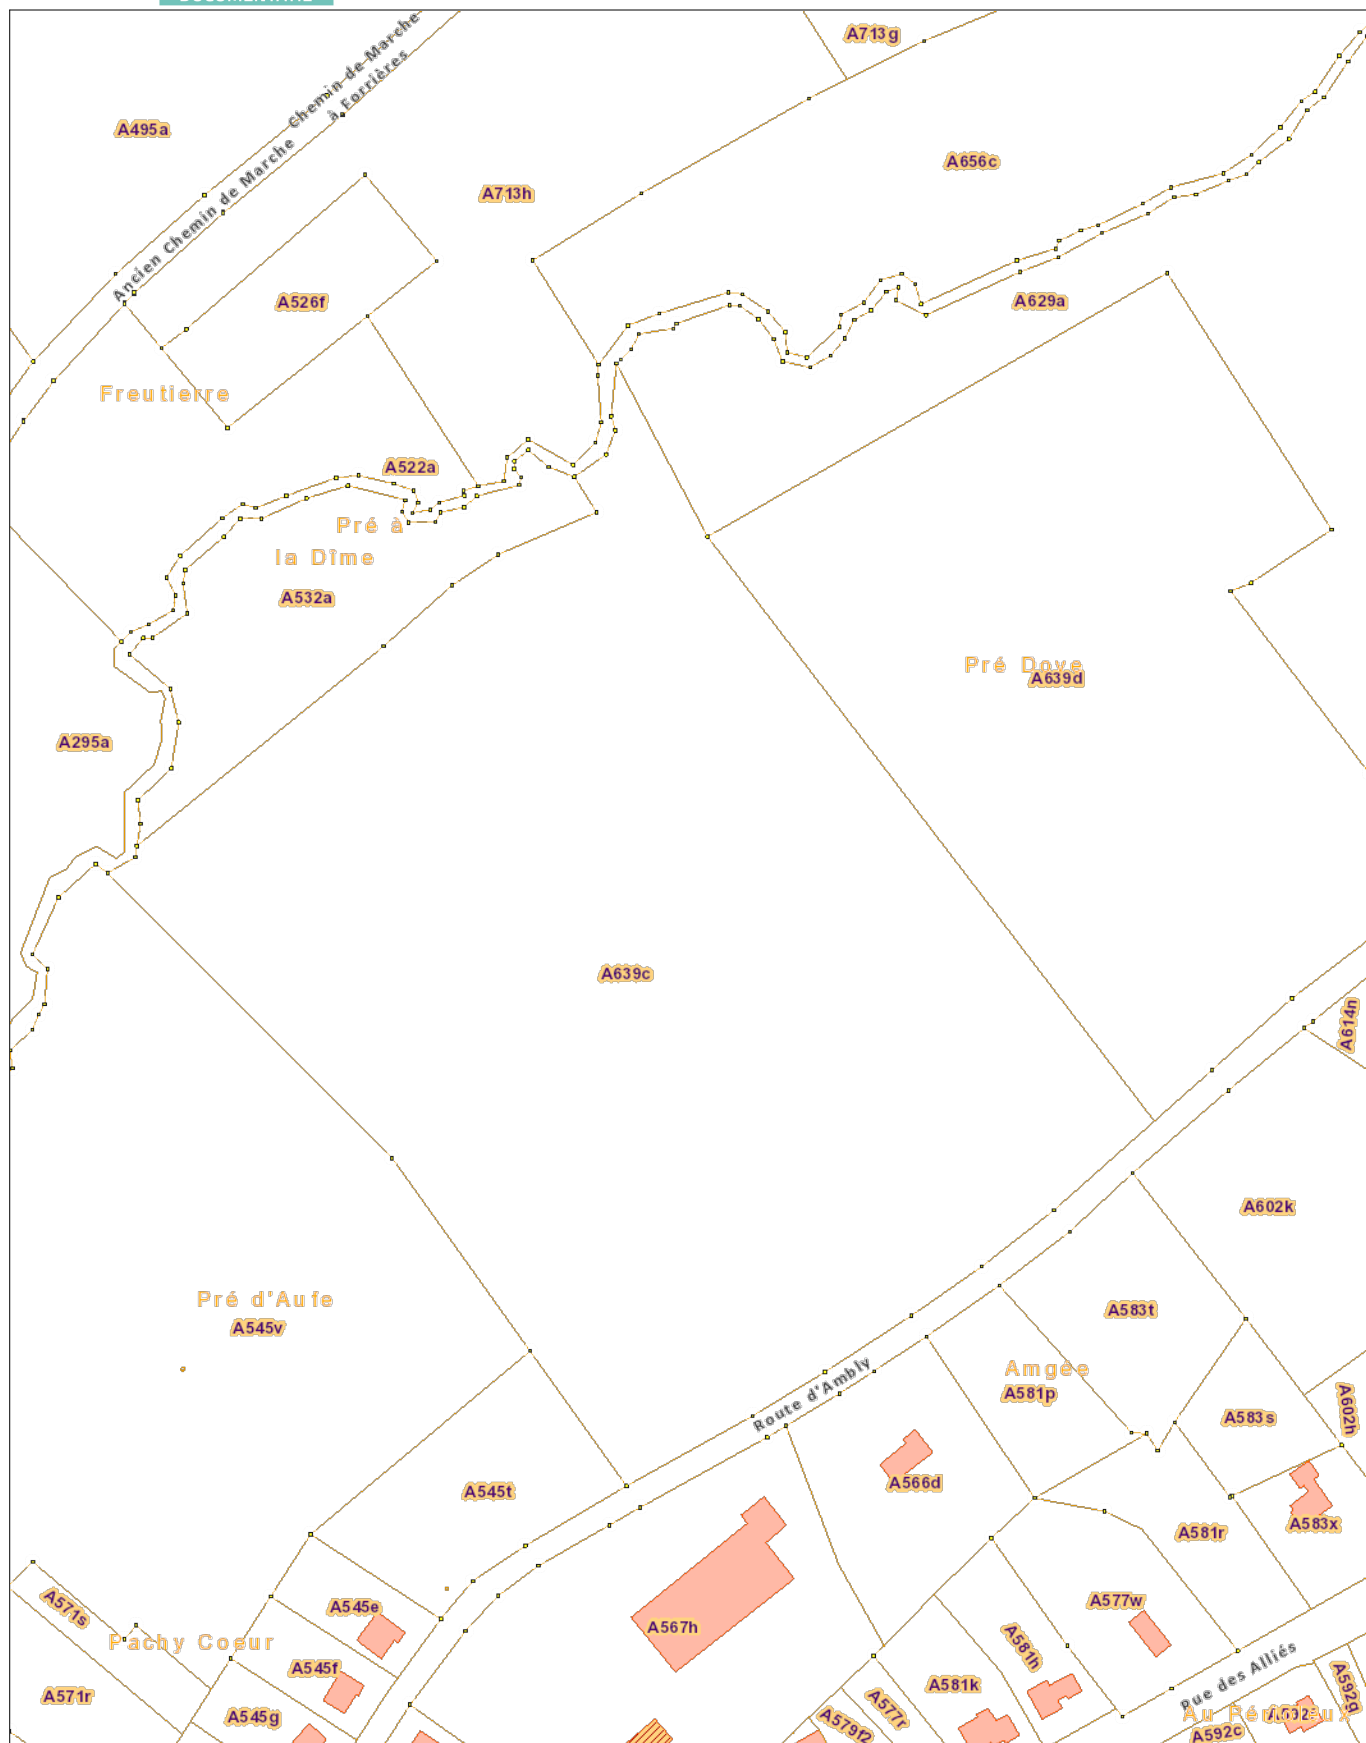 A713g
Chemin de Marche
à Forrières
A495a
A656c
Ancien Chemin de Marche
A713h
A526f
A629a
Freutierre
A522a
Pré à
la Dîme
A532a
Pré Dove
A639d
A295a
A639c
A614n
A602k
Pré d'Aufe
A545v
A583t
Route d'Ambly
Amgée
A581p
A602h
A583s
A545t
A566d
A583x
A581r
A571s
A545e
A577w
A567h
Pachy Coeur
A581h
A545f
Rue des Alliés
A571r
A581k
A592g
A577r
A545g
A579f2
A592c